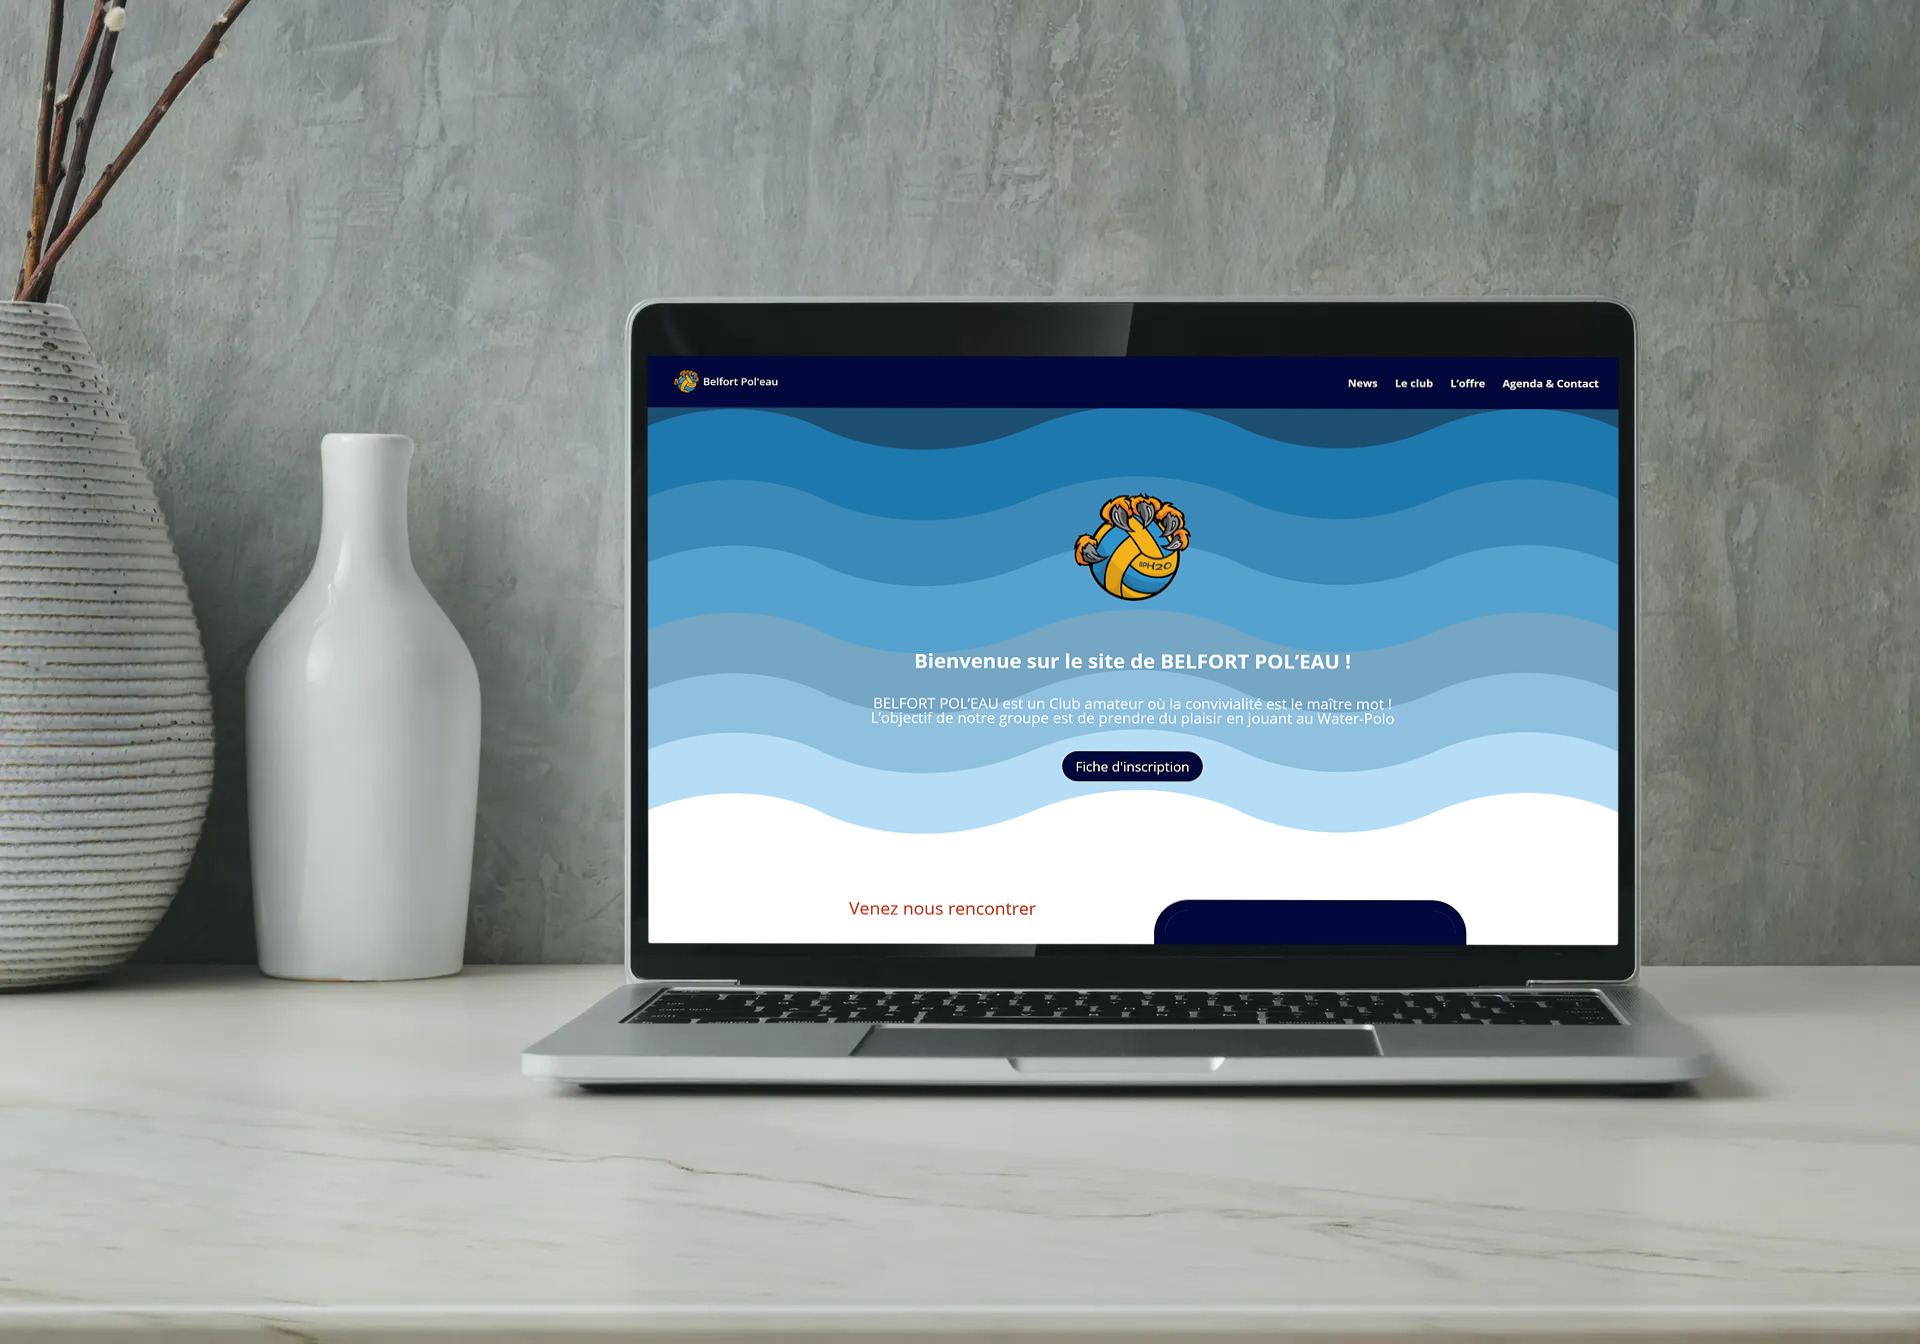 Belfort Pol'eau
News Le club L'offre Agenda & Contact
BPH2O
Bienvenue sur le site de BELFORT POL’EAU !
BELFORT POL’EAU est un Club amateur où la convivialité est le maître mot !
L’objectif de notre groupe est de prendre du plaisir en jouant au Water-Polo
Fiche d'inscription
Venez nous rencontrer